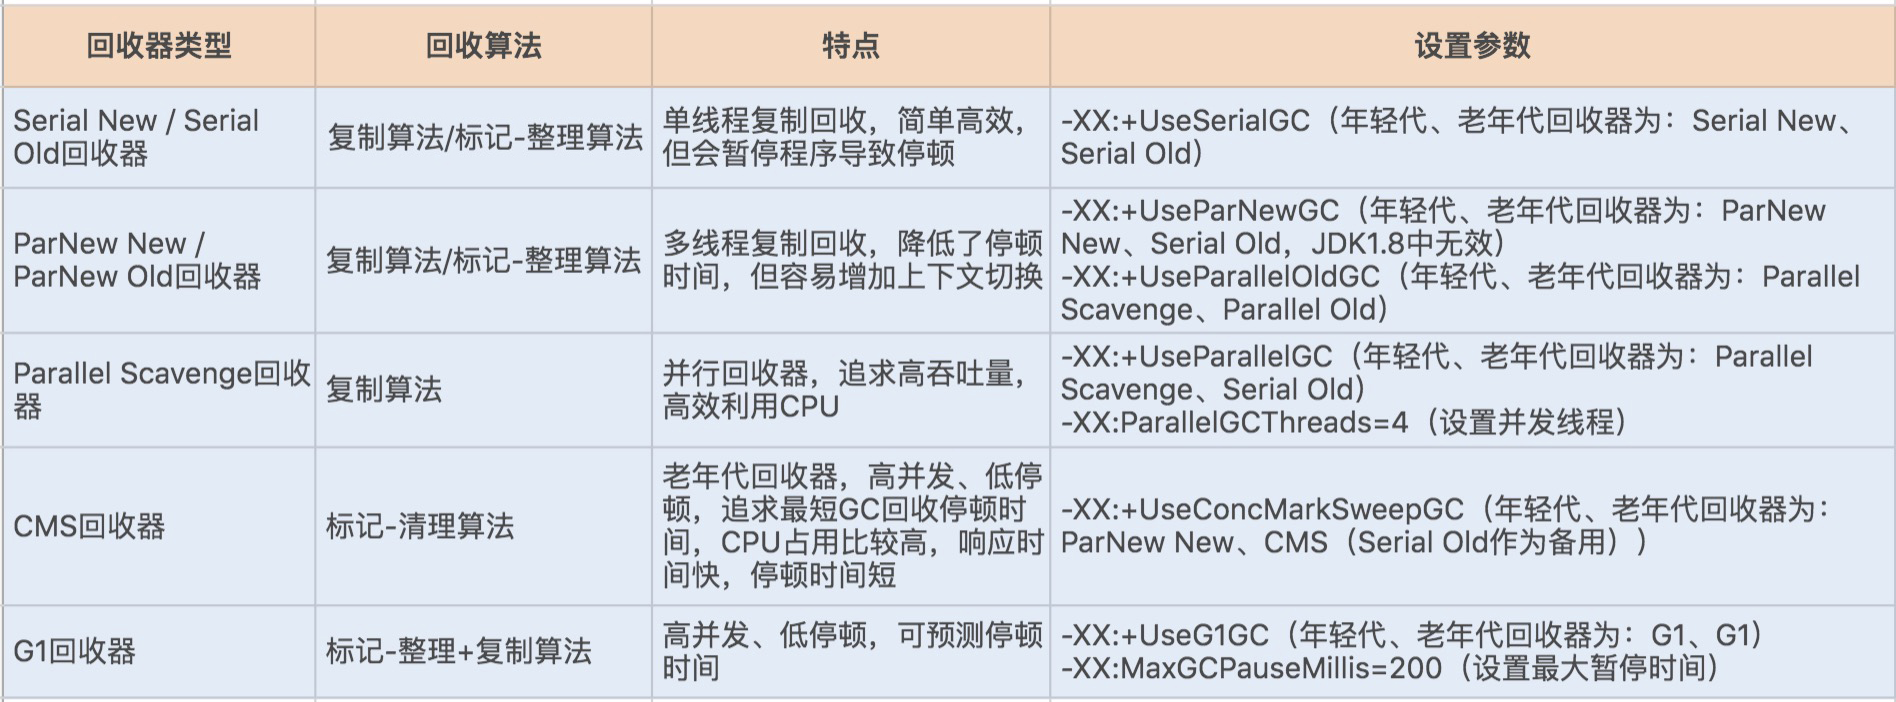 回收器类型
回收算法
特点
设置参数
Serial New / Serial
Old回收器
复制算法/标记-整理算法
单线程复制回收，简单高效，
但会暂停程序导致停顿
-XX:+UseSerialGC（年轻代、老年代回收器为：Serial New、
Serial Old）
ParNew New /
ParNew Old回收器
复制算法/标记-整理算法
多线程复制回收，降低了停顿
时间，但容易增加上下文切换
-XX:+UseParNewGC（年轻代、老年代回收器为：ParNew
New、Serial Old，JDK1.8中无效）
-XX:+UseParallelOldGC（年轻代、老年代回收器为：Parallel
Scavenge、Parallel Old）
Parallel Scavenge回收
器
复制算法
并行回收器，追求高吞吐量，
高效利用CPU
-XX:+UseParallelGC（年轻代、老年代回收器为：Parallel
Scavenge、Serial Old）
-XX:ParallelGCThreads=4（设置并发线程）
CMS回收器
标记-清理算法
老年代回收器，高并发、低停
顿，追求最短GC回收停顿时
间，CPU占用比较高，响应时
间快，停顿时间短
-XX:+UseConcMarkSweepGC（年轻代、老年代回收器为：
ParNew New、CMS（Serial Old作为备用））
G1回收器
标记-整理+复制算法
高并发、低停顿，可预测停顿
时间
-XX:+UseG1GC（年轻代、老年代回收器为：G1、G1）
-XX:MaxGCPauseMillis=200（设置最大暂停时间）